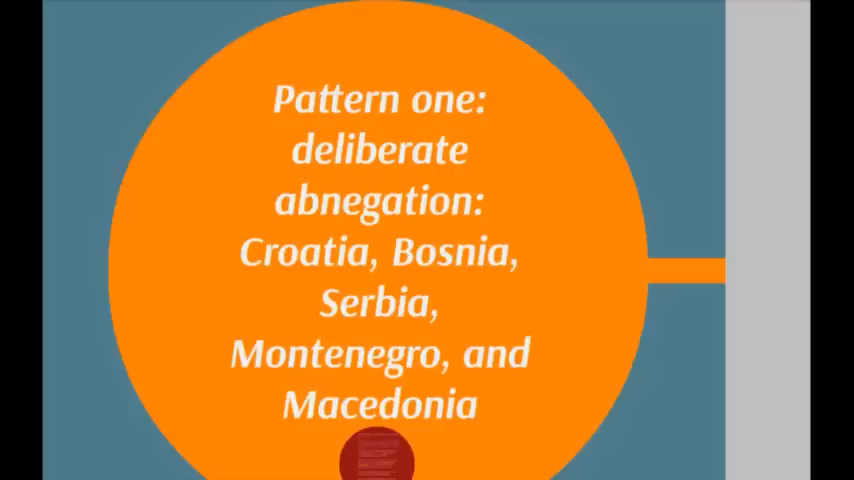 Pattern one:
deliberate
abnegation:
Croatia, Bosnia,
Serbia,
Montenegro, and
Macedonia